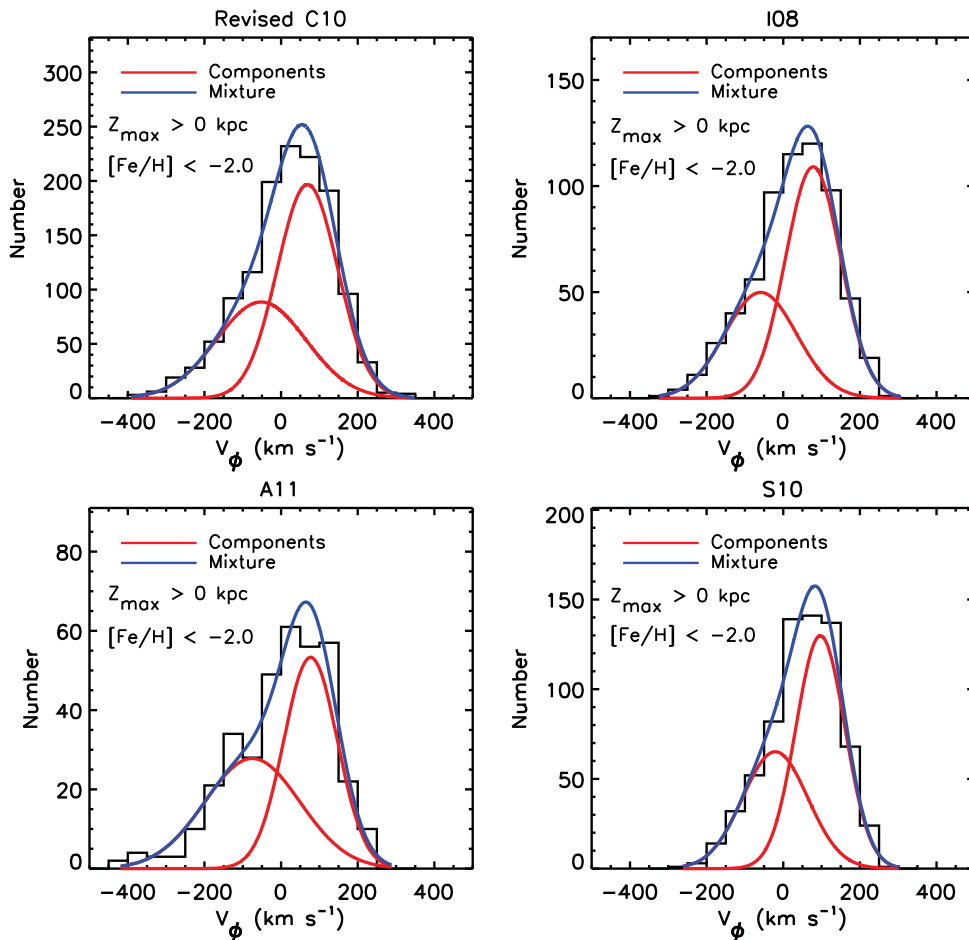 Revised C10
300
250
200
150
100
50
0
Number
Components
Mixture
Z_max > 0 kpc
[Fe/H] < −2.0
−400 −200 0 200 400
V_ϕ (km s⁻¹)
I08
150
100
50
0
Number
Components
Mixture
Z_max > 0 kpc
[Fe/H] < −2.0
−400 −200 0 200 400
V_ϕ (km s⁻¹)
A11
80
60
40
20
0
Number
Components
Mixture
Z_max > 0 kpc
[Fe/H] < −2.0
−400 −200 0 200 400
V_ϕ (km s⁻¹)
S10
200
150
100
50
0
Number
Components
Mixture
Z_max > 0 kpc
[Fe/H] < −2.0
−400 −200 0 200 400
V_ϕ (km s⁻¹)